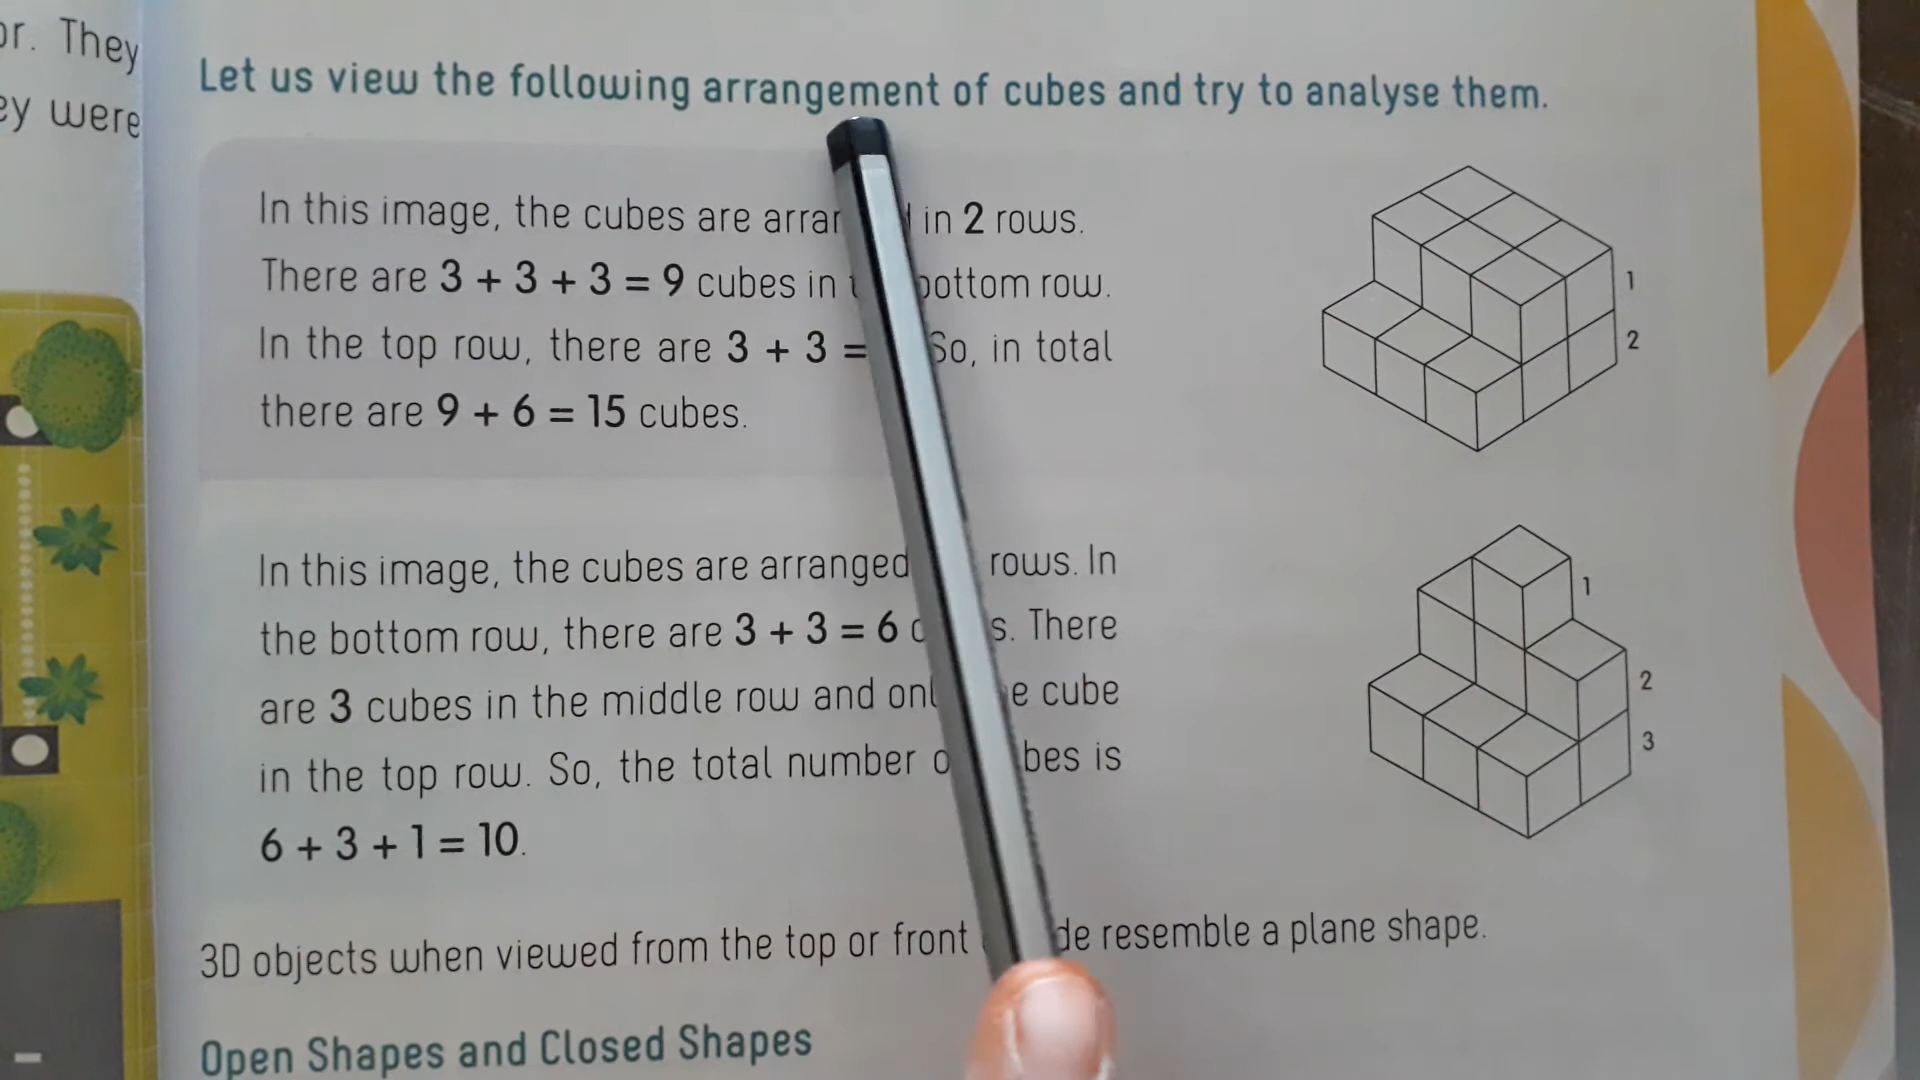 or. They
ey were
Let us view the following arrangement of cubes and try to analyse them.
In this image, the cubes are in 2 rows.
There are 3 + 3 + 3 = 9 cubes in bottom row.
In the top row, there are 3 + 3 = So, in total
there are 9 + 6 = 15 cubes.
1
2
In this image, the cubes are arranged rows. In
the bottom row, there are 3 + 3 = 6 There
are 3 cubes in the middle row and cube
in the top row. So, the total number is
6 + 3 + 1 = 10.
1
2
3
3D objects when viewed from the top or front resemble a plane shape.
Open Shapes and Closed Shapes